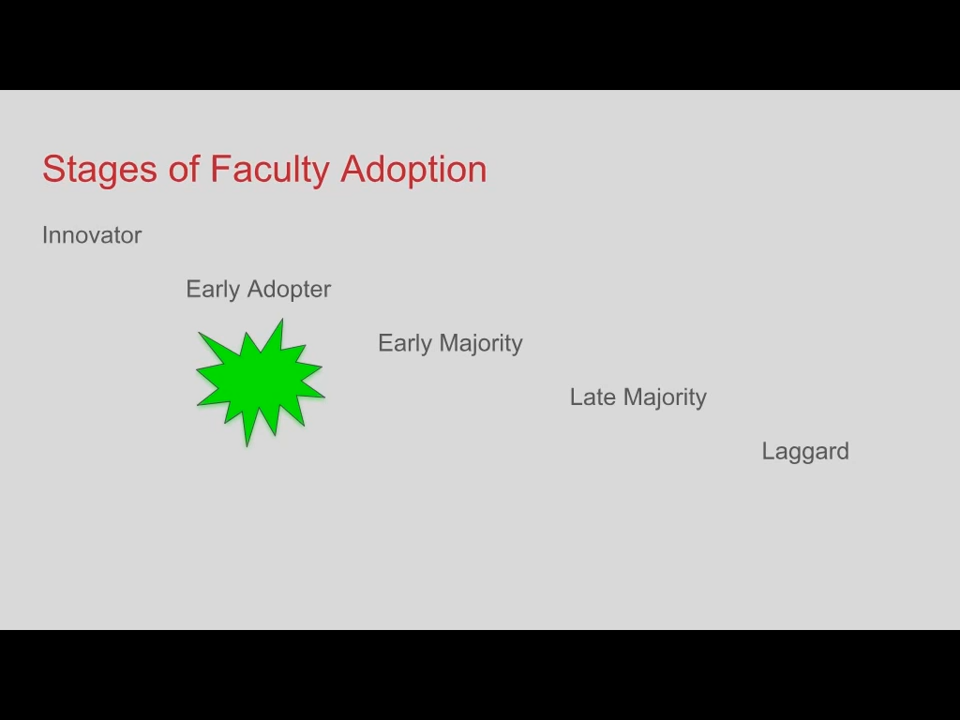 Stages of Faculty Adoption
Innovator
Early Adopter
Early Majority
Late Majority
Laggard